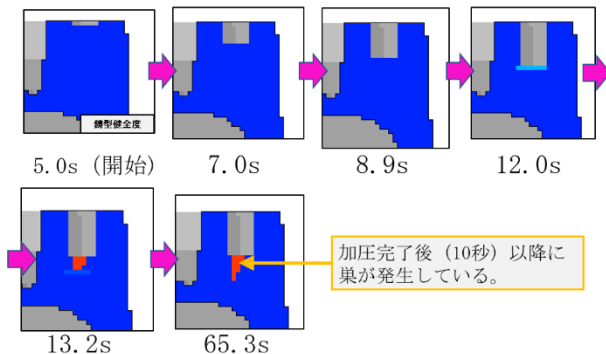 鋳型健全度
5.0s（開始）
7.0s
8.9s
12.0s
加圧完了後（10秒）以降に
巣が発生している。
13.2s
65.3s